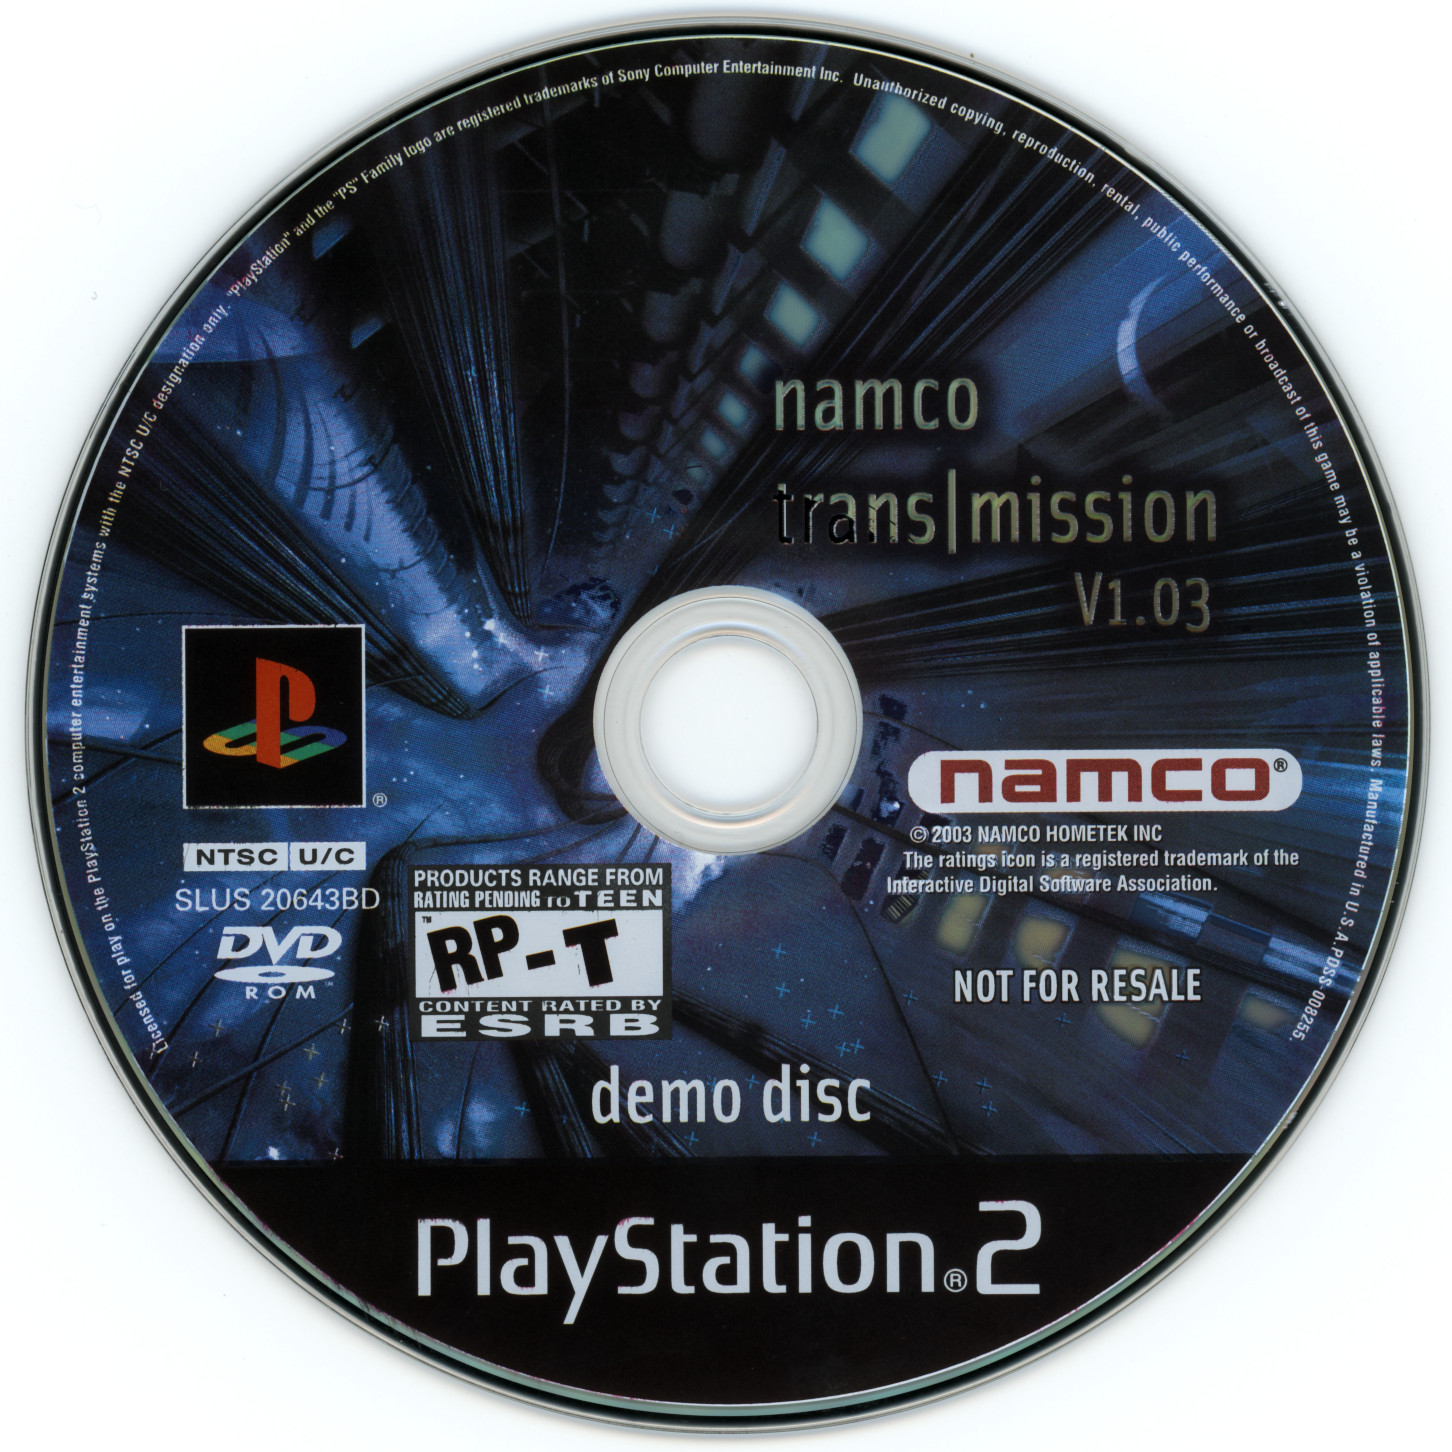 Licensed for play on the PlayStation 2 computer entertainment systems with the NTSC U/C designation only. "PlayStation" and the "PS" Family logo are registered trademarks of Sony Computer Entertainment Inc. Unauthorized copying, reproduction, rental, public performance or broadcast of this game may be a violation of applicable laws. Manufactured in U.S.A. PDSS-008255.
namco
trans|mission
V1.03
®
NTSC U/C
SLUS 20643BD
DVD
ROM
PRODUCTS RANGE FROM
RATING PENDING TO TEEN
™
RP-T
CONTENT RATED BY
ESRB
namco®
© 2003 NAMCO HOMETEK INC
The ratings icon is a registered trademark of the
Interactive Digital Software Association.
NOT FOR RESALE
demo disc
PlayStation®2